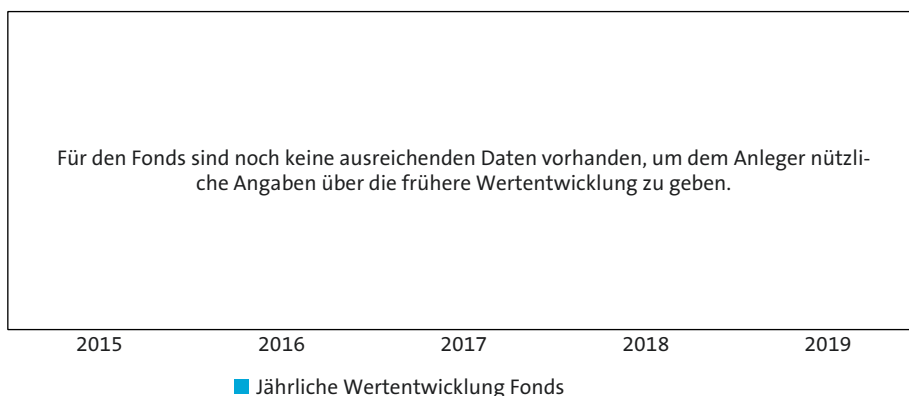 Für den Fonds sind noch keine ausreichenden Daten vorhanden, um dem Anleger nützli-
che Angaben über die frühere Wertentwicklung zu geben.
2015 2016 2017 2018 2019
Jährliche Wertentwicklung Fonds